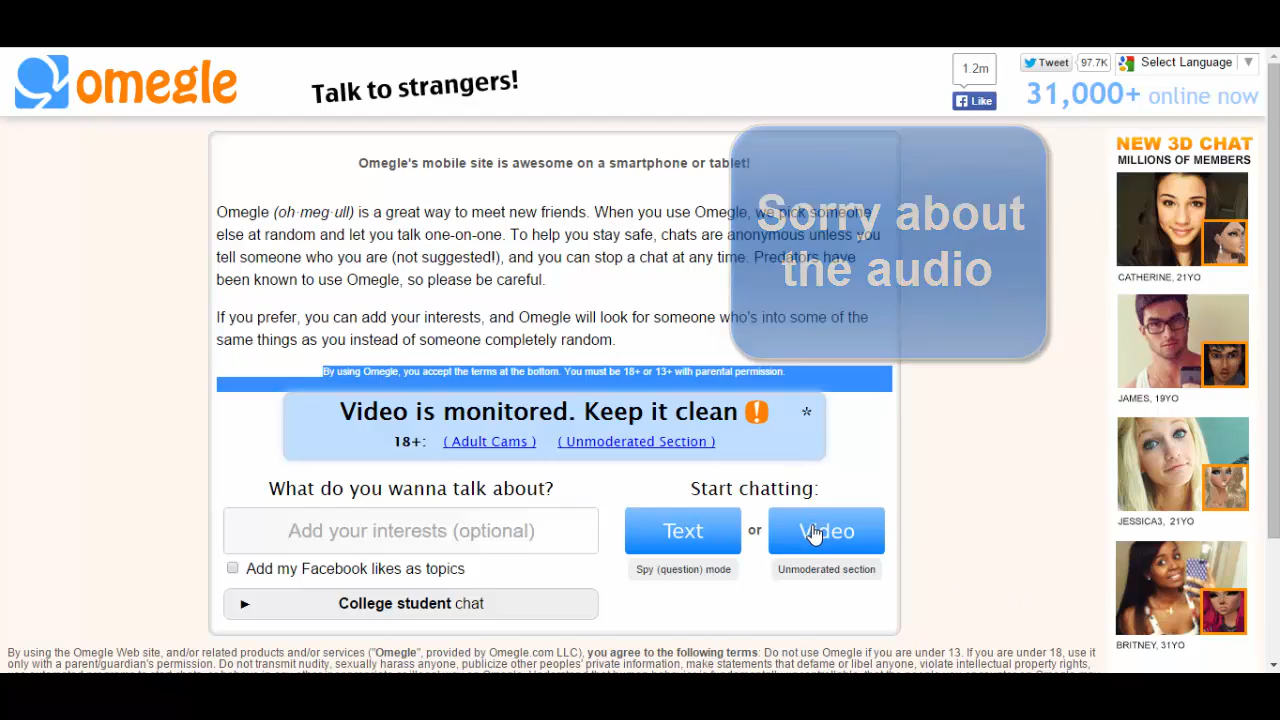 omegle
Talk to strangers!
1.2m
Like
Tweet
97.7K
Select Language
31,000+ online now
Omegle's mobile site is awesome on a smartphone or tablet!
Omegle (oh·meg·ull) is a great way to meet new friends. When you use Omegle, we pick someone
else at random and let you talk one-on-one. To help you stay safe, chats are anonymous unless you
tell someone who you are (not suggested!), and you can stop a chat at any time. Predators have
been known to use Omegle, so please be careful.
Sorry about
the audio
If you prefer, you can add your interests, and Omegle will look for someone who's into some of the
same things as you instead of someone completely random.
By using Omegle, you accept the terms at the bottom. You must be 18+ or 13+ with parental permission.
Video is monitored. Keep it clean ! *
18+: ( Adult Cams ) ( Unmoderated Section )
What do you wanna talk about?
Add your interests (optional)
Add my Facebook likes as topics
College student chat
Start chatting:
Text or Video
Spy (question) mode
Unmoderated section
NEW 3D CHAT
MILLIONS OF MEMBERS
CATHERINE, 21YO
JAMES, 19YO
JESSICA3, 21YO
BRITNEY, 31YO
By using the Omegle Web site, and/or related products and/or services ("Omegle", provided by Omegle.com LLC), you agree to the following terms: Do not use Omegle if you are under 13. If you are under 18, use it
only with a parent/guardian's permission. Do not transmit nudity, sexually harass anyone, publicize other peoples' private information, make statements that defame or libel anyone, violate intellectual property rights,